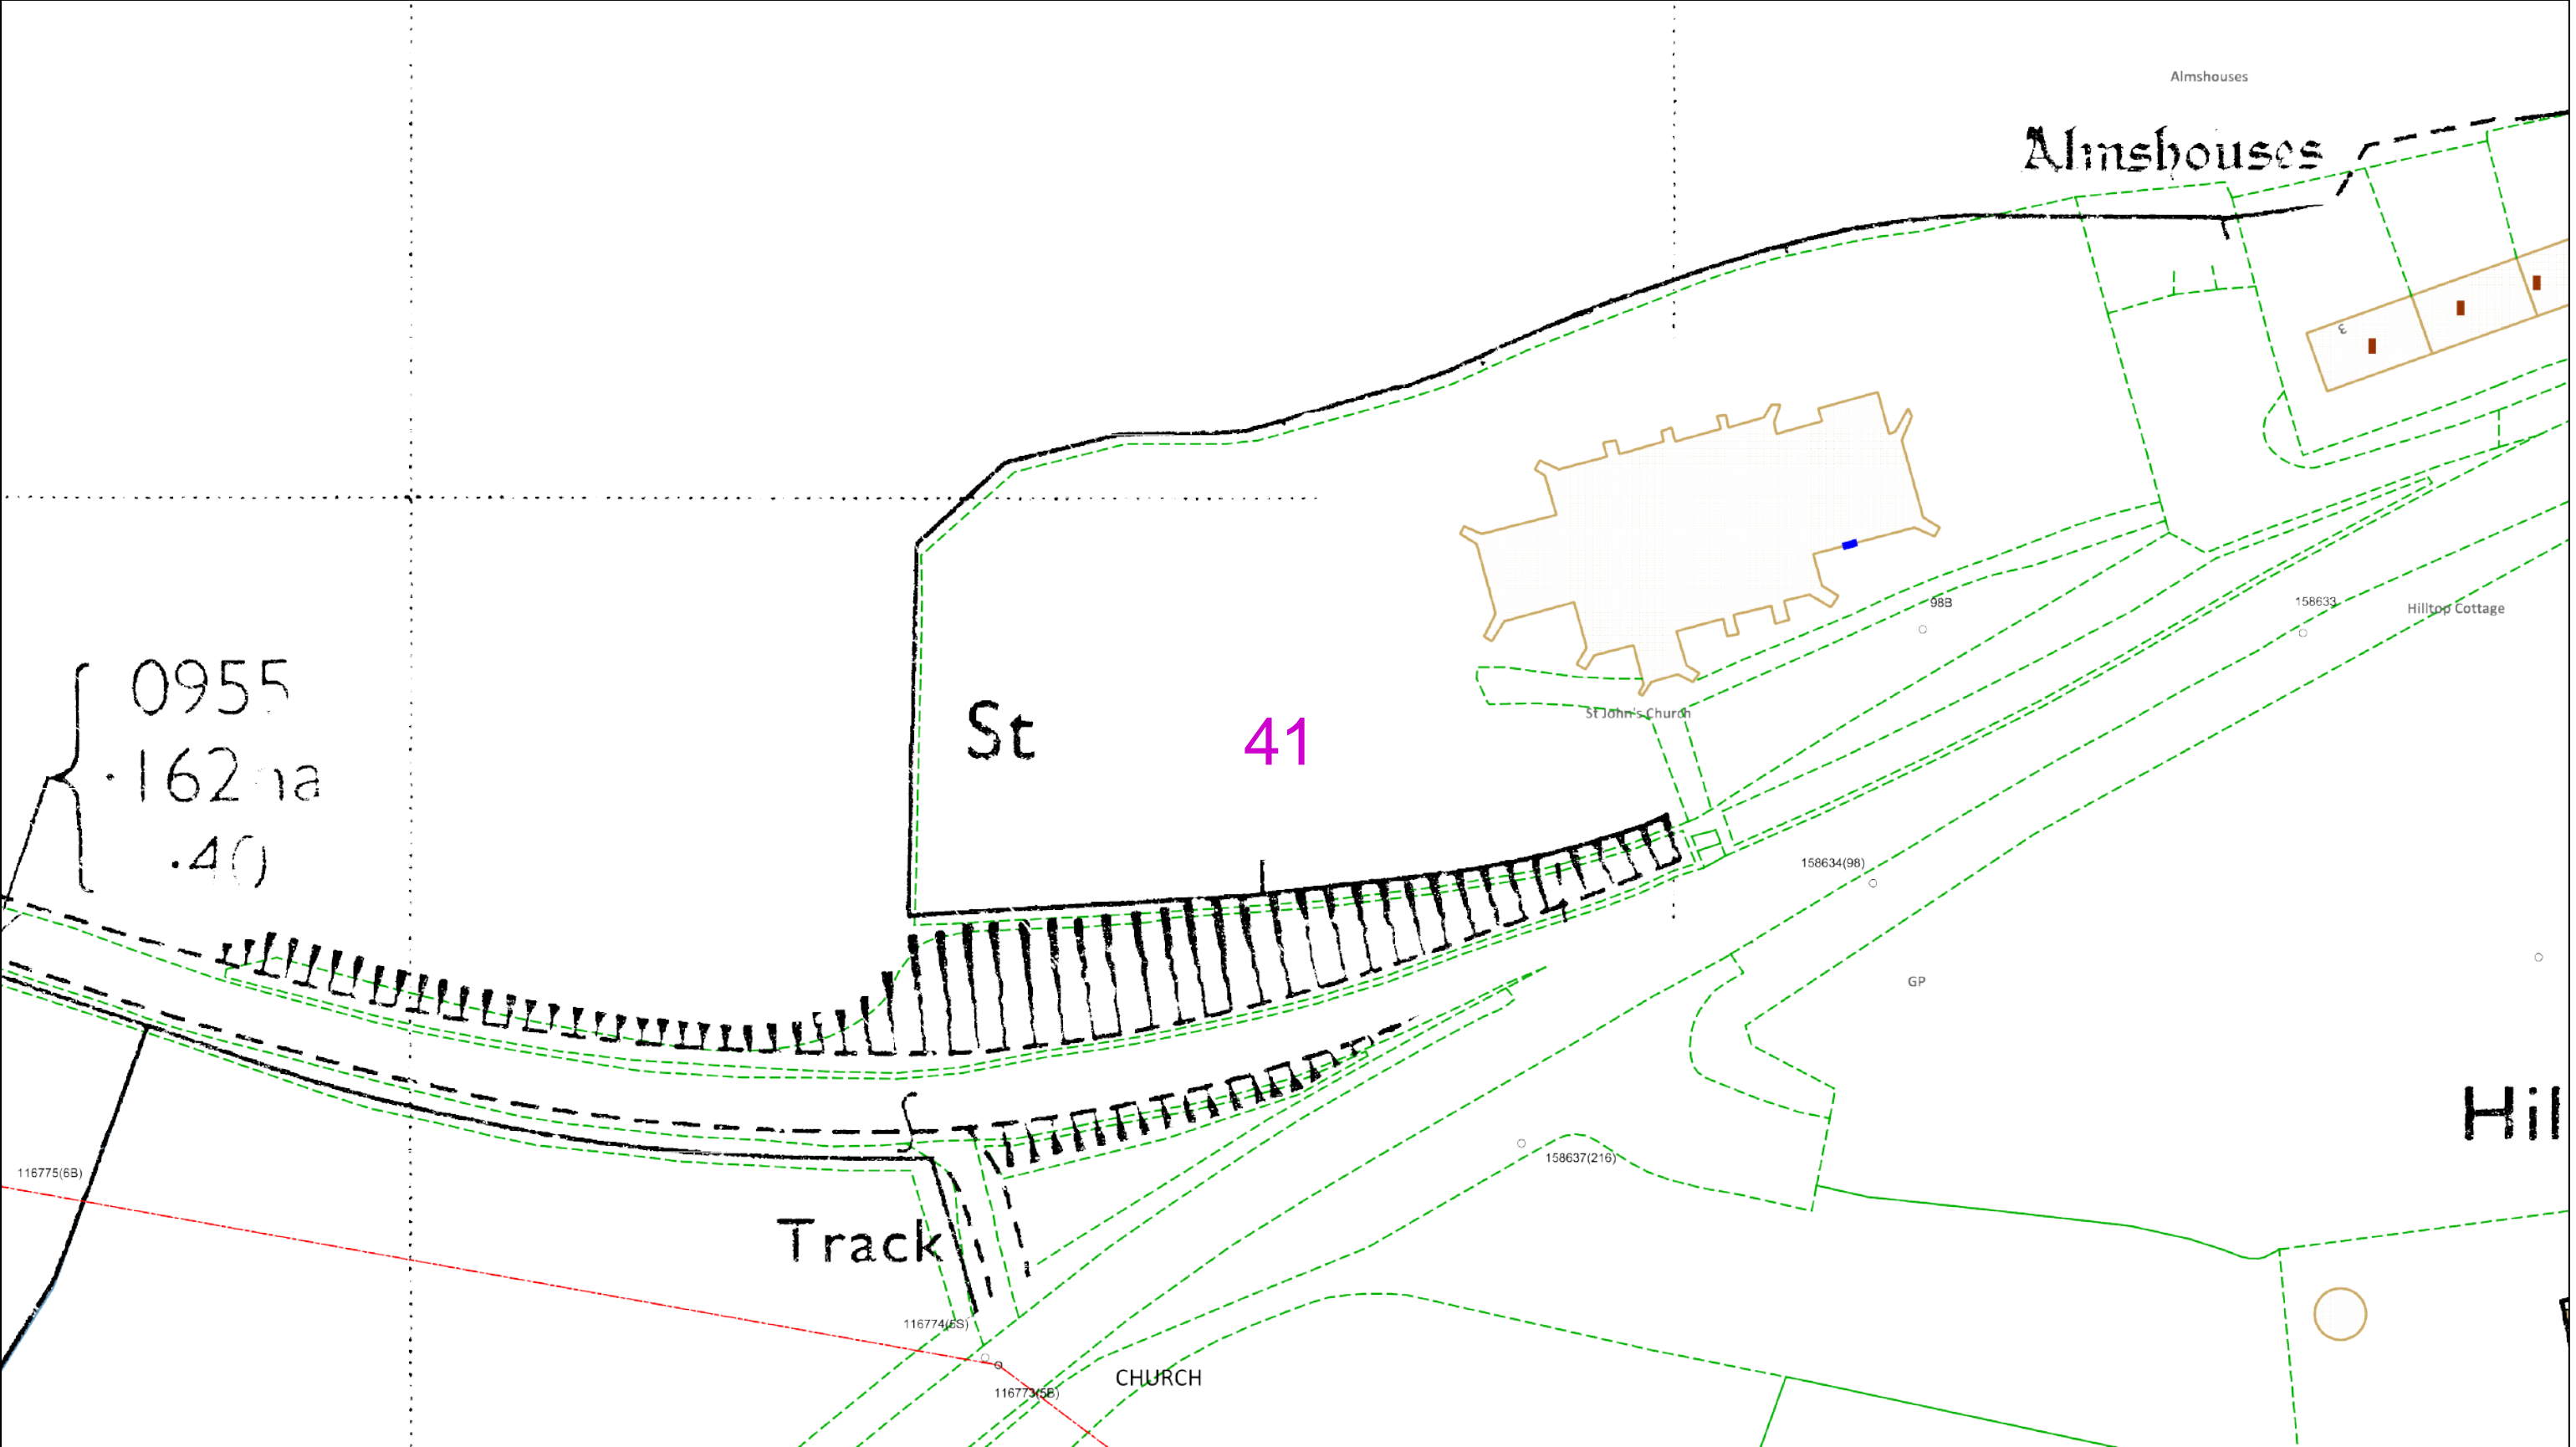 Almshouses
Almshouses
ε
98B
158633
Hilltop Cottage
0955
·162 ha
·40
St
41
St John's Church
158634(98)
GP
Hil
158637(216)
116775(6B)
Track
116774(6S)
CHURCH
116773(5B)